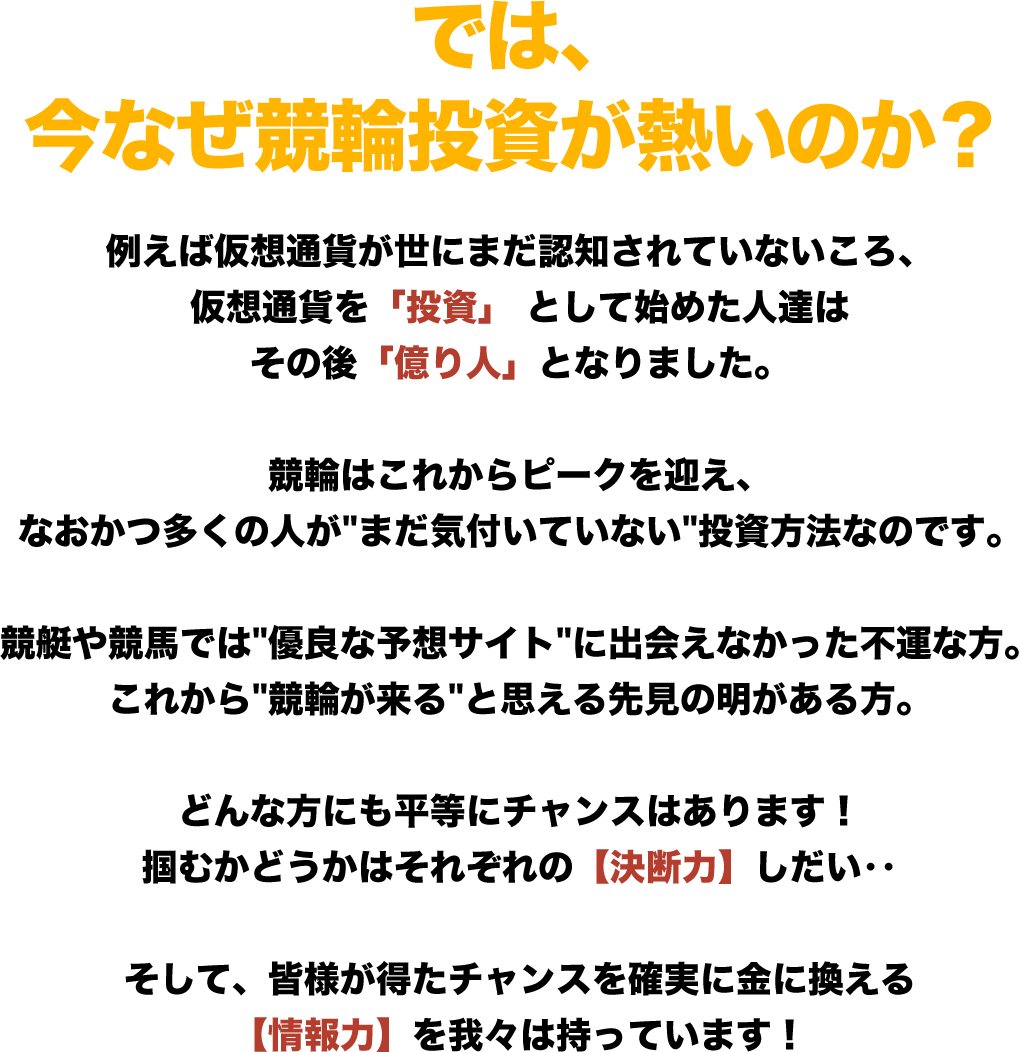 では、
今なぜ競輪投資が熱いのか？
例えば仮想通貨が世にまだ認知されていないころ、
仮想通貨を「投資」 として始めた人達は
その後「億り人」となりました。
競輪はこれからピークを迎え、
なおかつ多くの人が"まだ気付いていない"投資方法なのです。
競艇や競馬では"優良な予想サイト"に出会えなかった不運な方。
これから"競輪が来る"と思える先見の明がある方。
どんな方にも平等にチャンスはあります！
掴むかどうかはそれぞれの【決断力】しだい‥
そして、皆様が得たチャンスを確実に金に換える
【情報力】を我々は持っています！